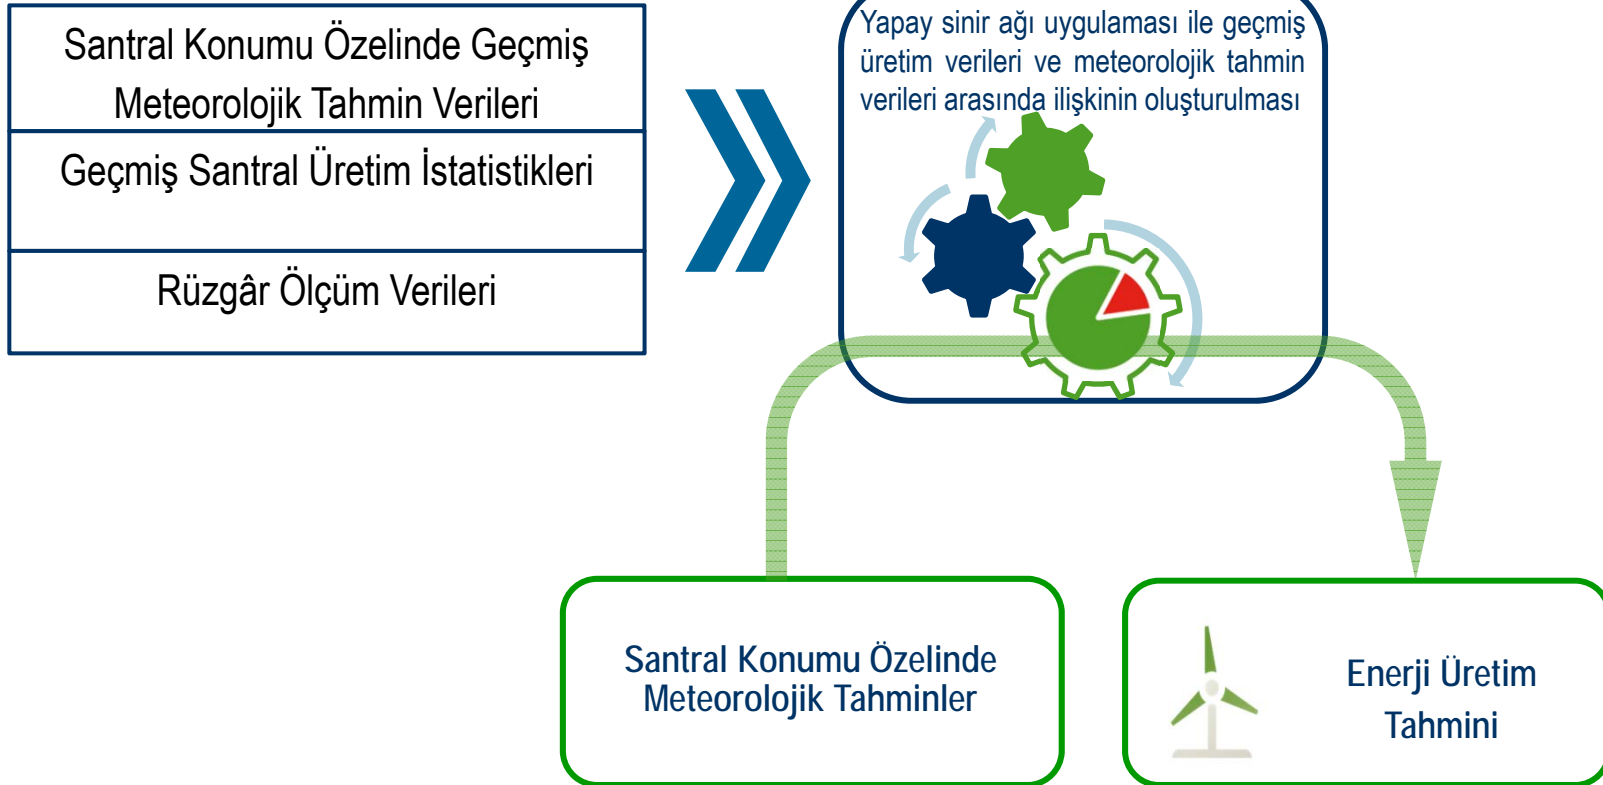 Santral Konumu Özelinde Geçmiş
Meteorolojik Tahmin Verileri
Geçmiş Santral Üretim İstatistikleri
Rüzgâr Ölçüm Verileri
Yapay sinir ağı uygulaması ile geçmiş
üretim verileri ve meteorolojik tahmin
verileri arasında ilişkinin oluşturulması
Santral Konumu Özelinde
Meteorolojik Tahminler
Enerji Üretim
Tahmini